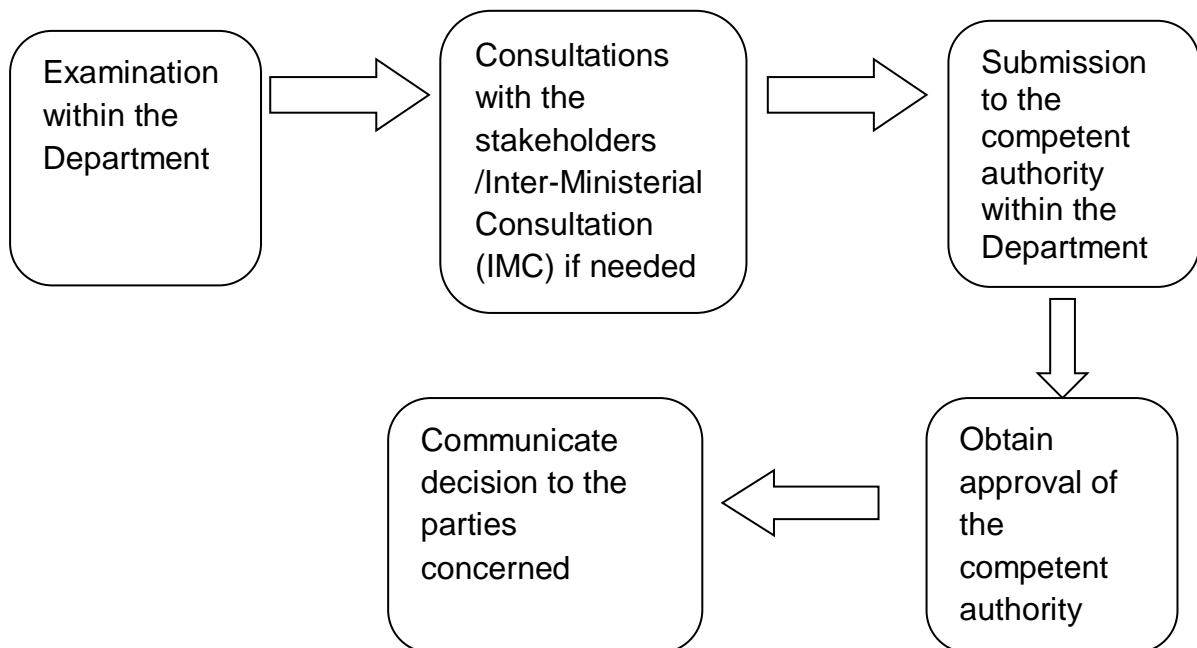 Examination
within the
Department
Consultations
with the
stakeholders
/Inter-Ministerial
Consultation
(IMC) if needed
Submission
to the
competent
authority
within the
Department
Obtain
approval of
the
competent
authority
Communicate
decision to the
parties
concerned